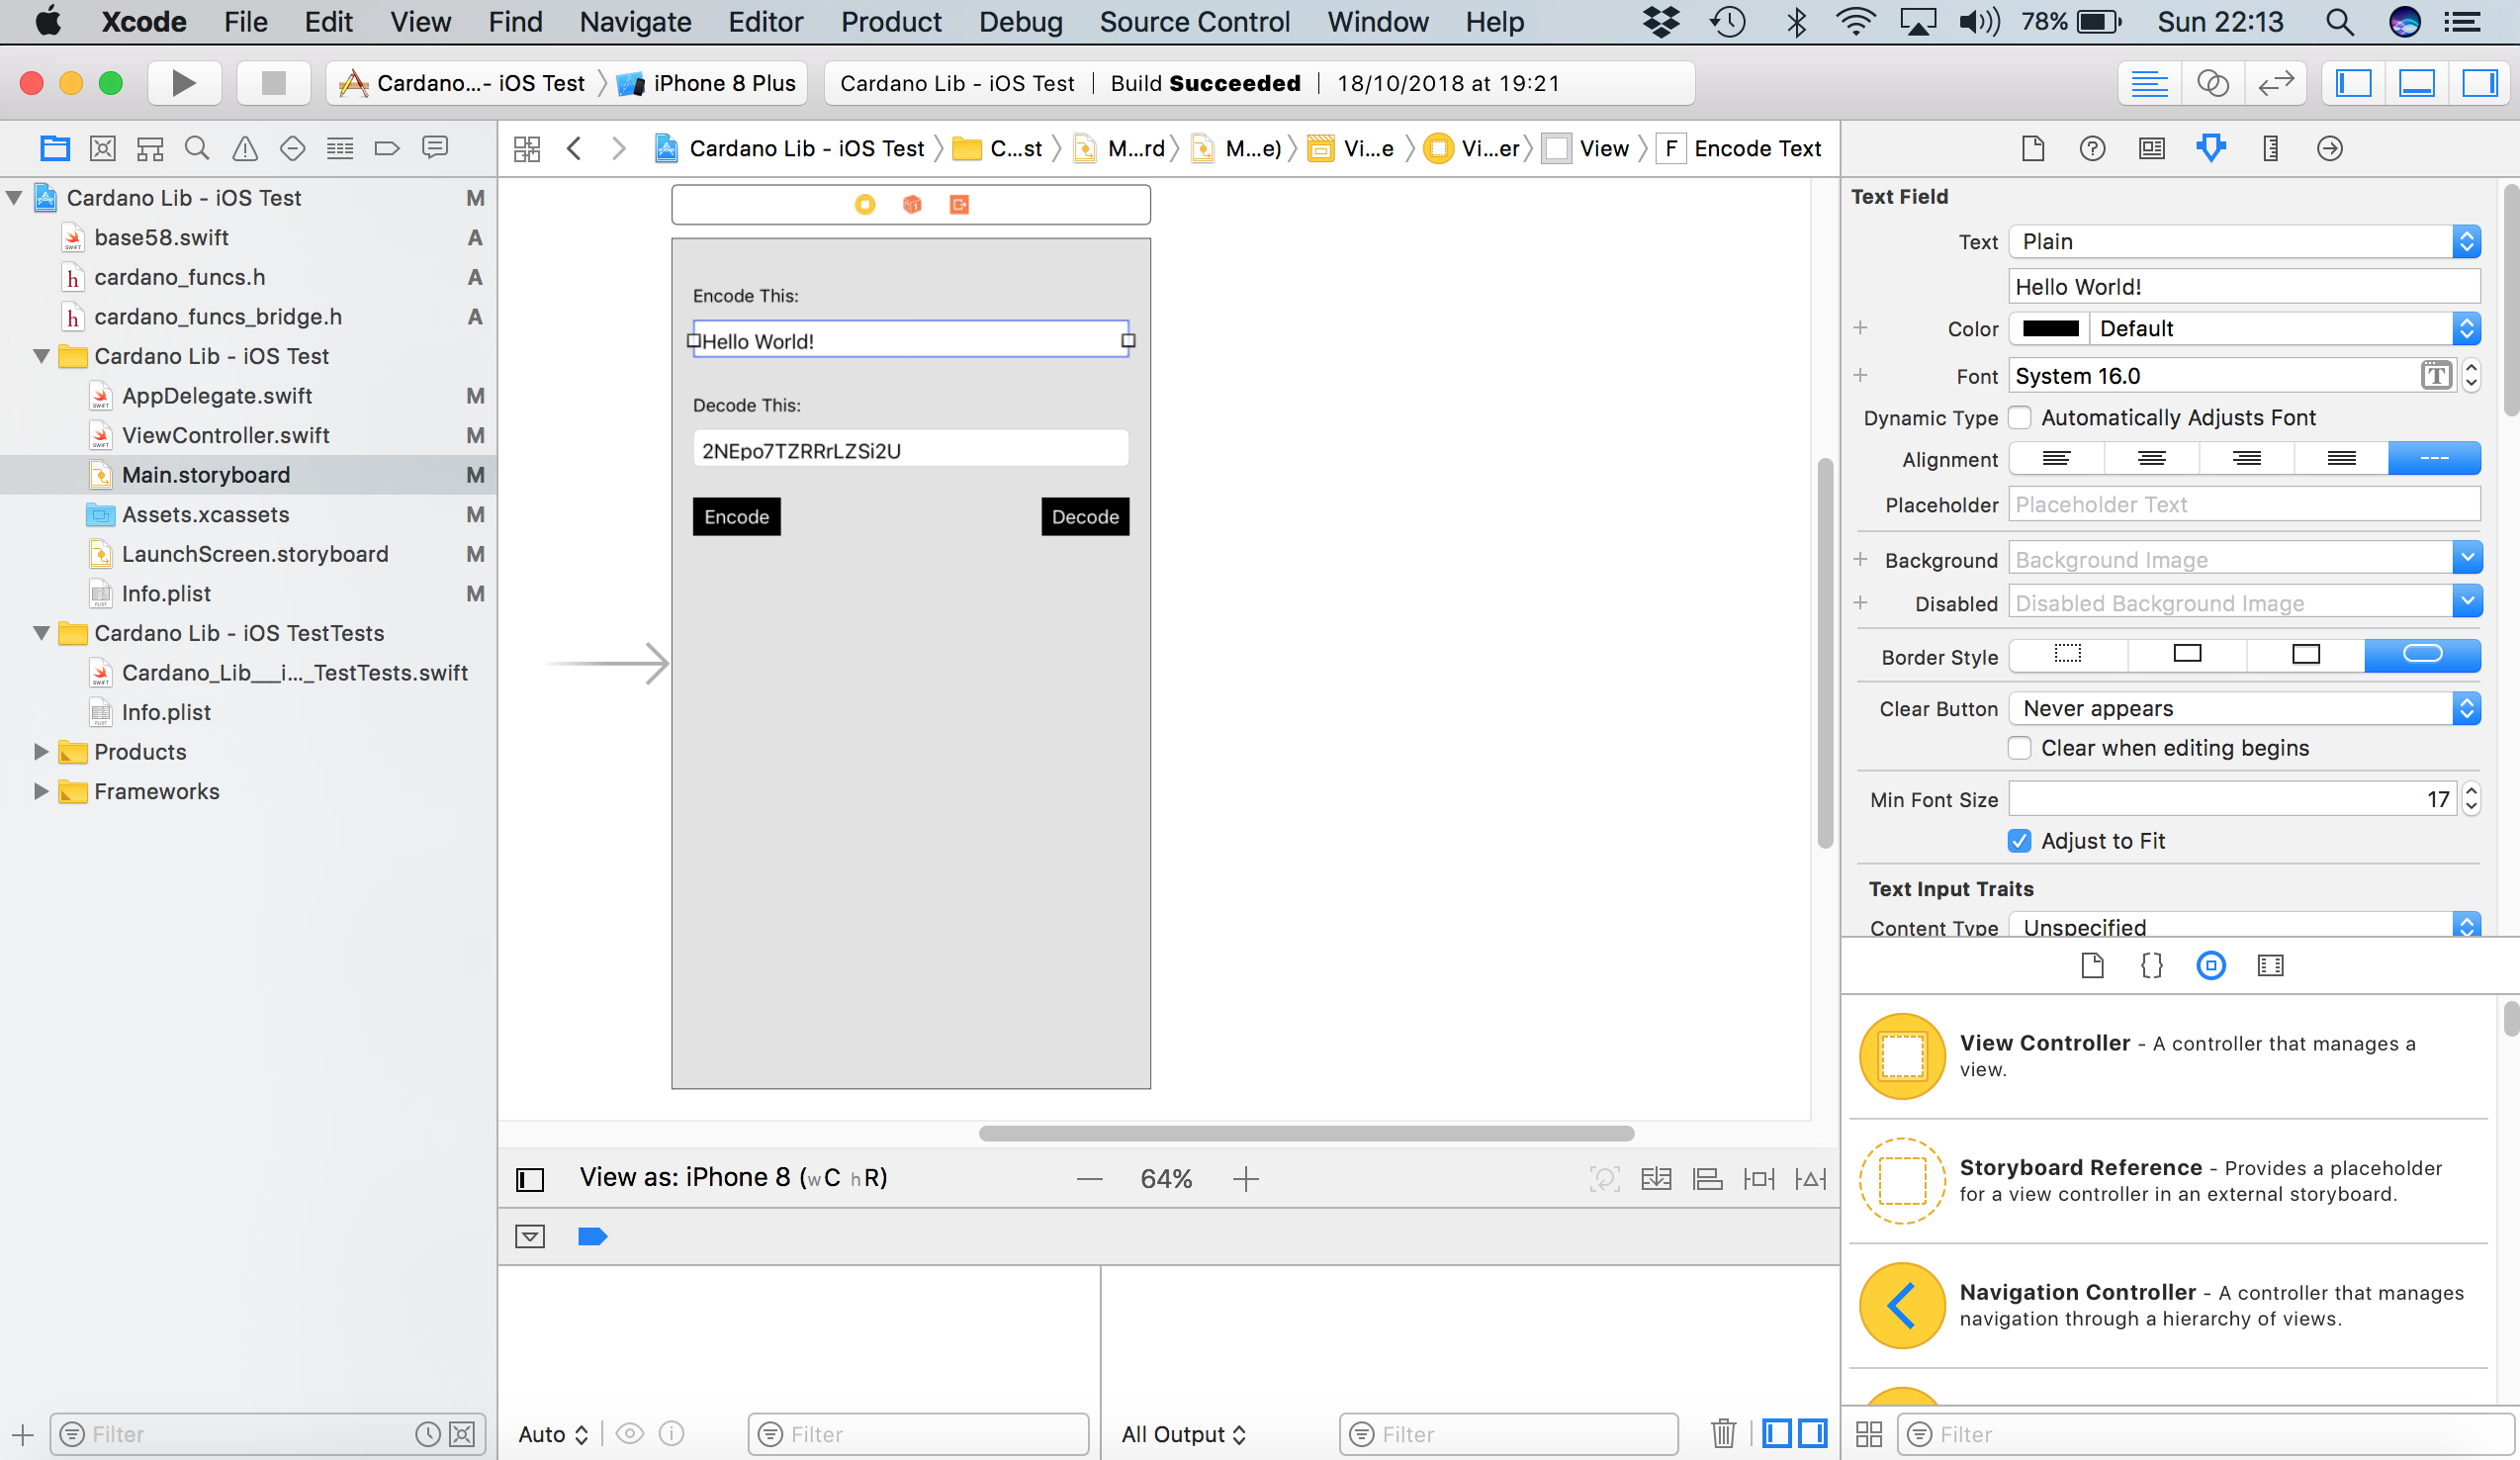 Xcode File Edit View Find Navigate Editor Product Debug Source Control Window Help 78% Sun 22:13
Cardano...- iOS Test iPhone 8 Plus Cardano Lib - iOS Test | Build Succeeded | 18/10/2018 at 19:21
Cardano Lib - iOS Test C...st M...rd M...e) Vi...e Vi...er View F Encode Text
Cardano Lib - iOS Test M
base58.swift A
cardano_funcs.h A
cardano_funcs_bridge.h A
Cardano Lib - iOS Test
AppDelegate.swift M
ViewController.swift M
Main.storyboard M
Assets.xcassets M
LaunchScreen.storyboard M
Info.plist M
Cardano Lib - iOS TestTests
Cardano_Lib___i..._TestTests.swift
Info.plist
Products
Frameworks
Filter
Encode This:
Hello World!
Decode This:
2NEpo7TZRRrLZSi2U
Encode Decode
View as: iPhone 8 (wC hR) 64%
Auto Filter
All Output Filter
Text Field
Text Plain
Hello World!
Color Default
Font System 16.0 T
Dynamic Type Automatically Adjusts Font
Alignment
Placeholder Placeholder Text
Background Background Image
Disabled Disabled Background Image
Border Style
Clear Button Never appears
Clear when editing begins
Min Font Size 17
Adjust to Fit
Text Input Traits
Content Type Unspecified
View Controller - A controller that manages a
view.
Storyboard Reference - Provides a placeholder
for a view controller in an external storyboard.
Navigation Controller - A controller that manages
navigation through a hierarchy of views.
Filter